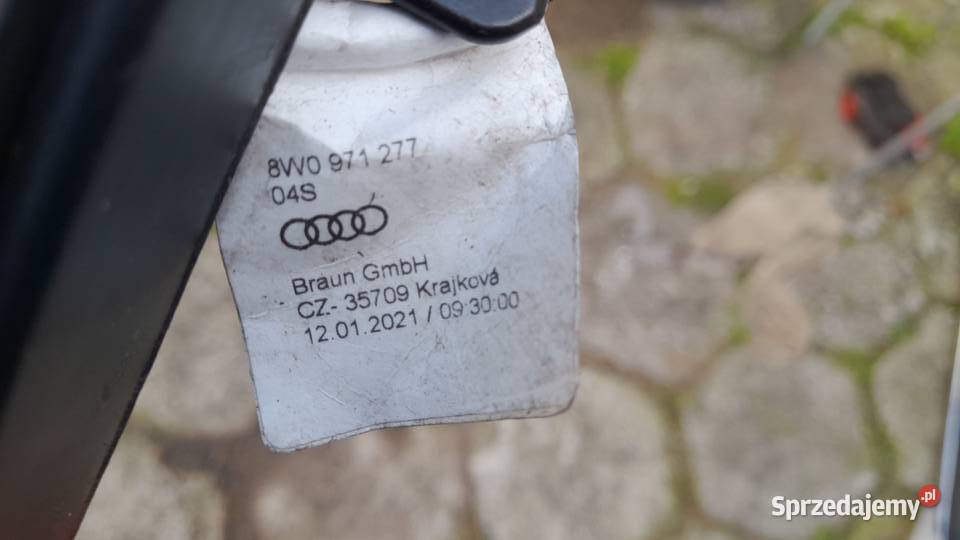 8W0 971 277
04S
Braun GmbH
CZ.- 35709 Krajková
12.01.2021 / 09:30:00
Sprzedajemy.pl